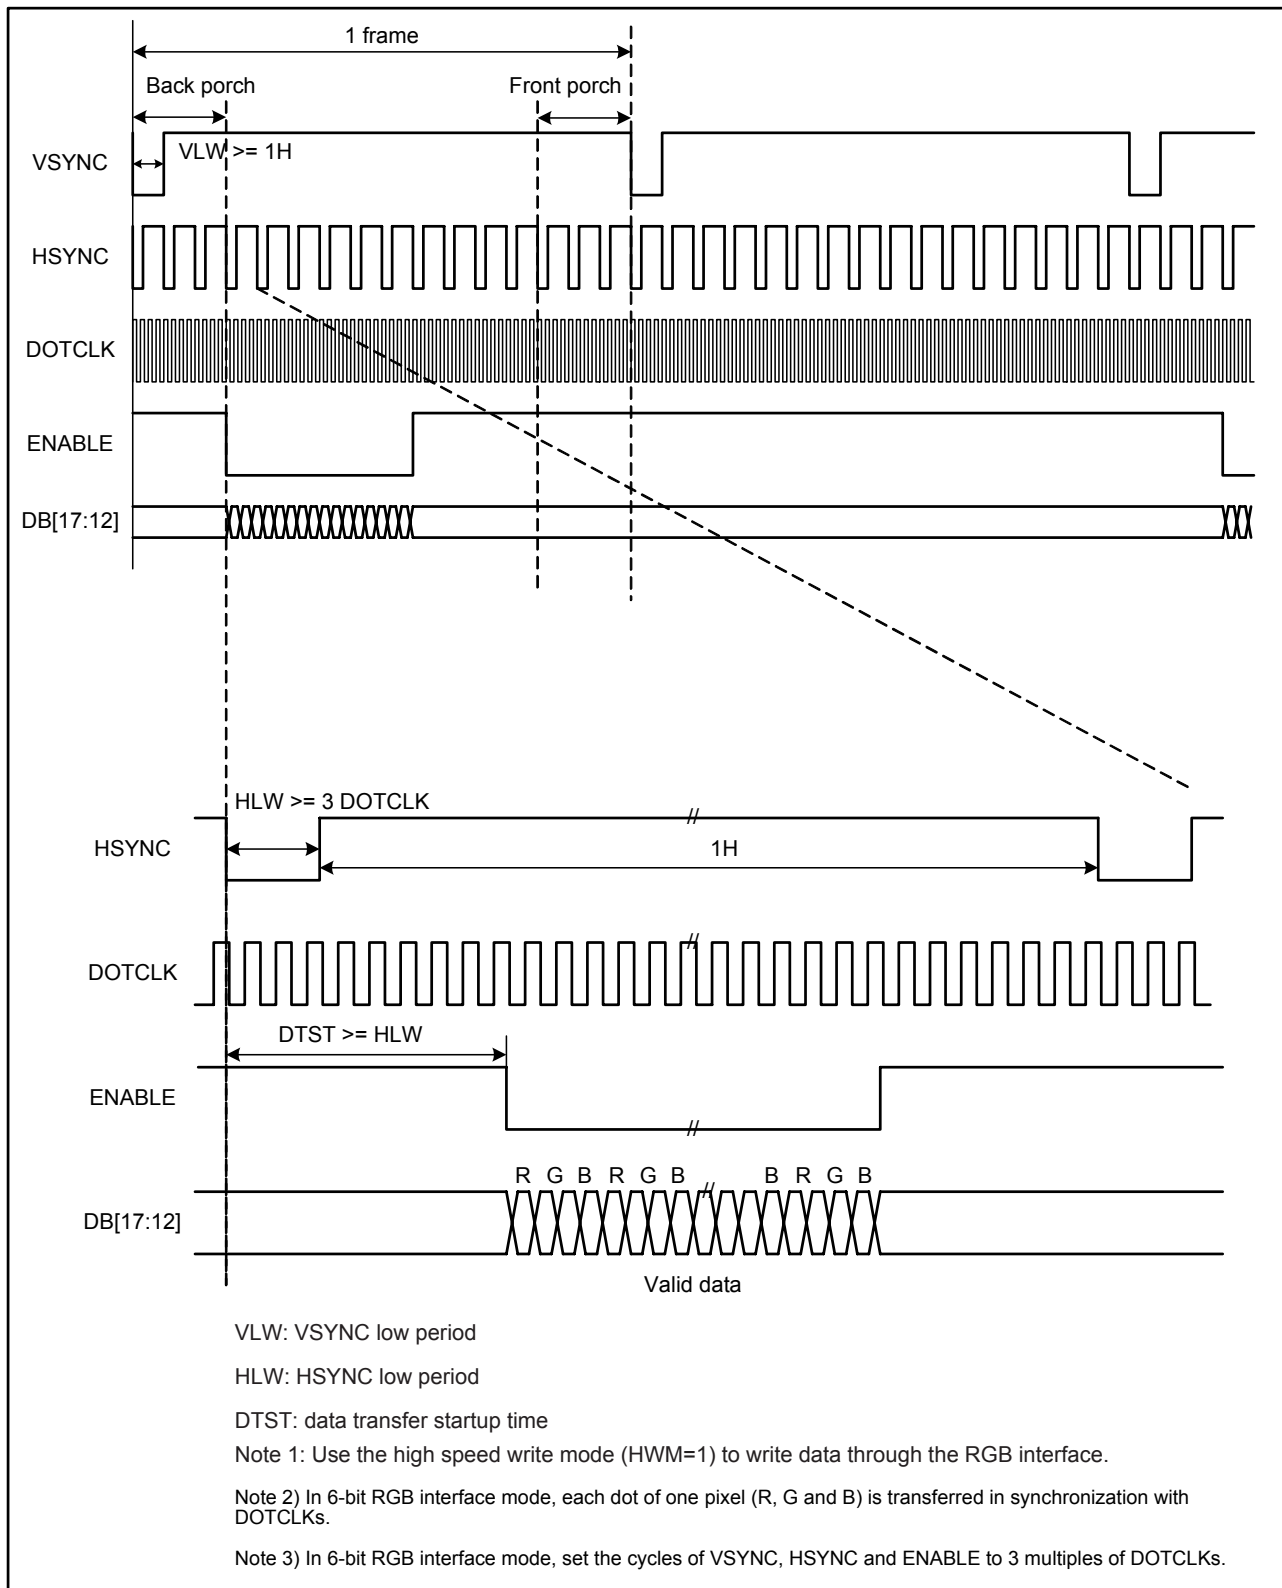 1 frame
Back porch
Front porch
VLW >= 1H
VSYNC
HSYNC
DOTCLK
ENABLE
DB[17:12]
HLW >= 3 DOTCLK
//
HSYNC
1H
//
DOTCLK
DTST >= HLW
ENABLE
//
R G B R G B B R G B
//
DB[17:12]
Valid data
VLW: VSYNC low period
HLW: HSYNC low period
DTST: data transfer startup time
Note 1: Use the high speed write mode (HWM=1) to write data through the RGB interface.
Note 2) In 6-bit RGB interface mode, each dot of one pixel (R, G and B) is transferred in synchronization with
DOTCLKs.
Note 3) In 6-bit RGB interface mode, set the cycles of VSYNC, HSYNC and ENABLE to 3 multiples of DOTCLKs.